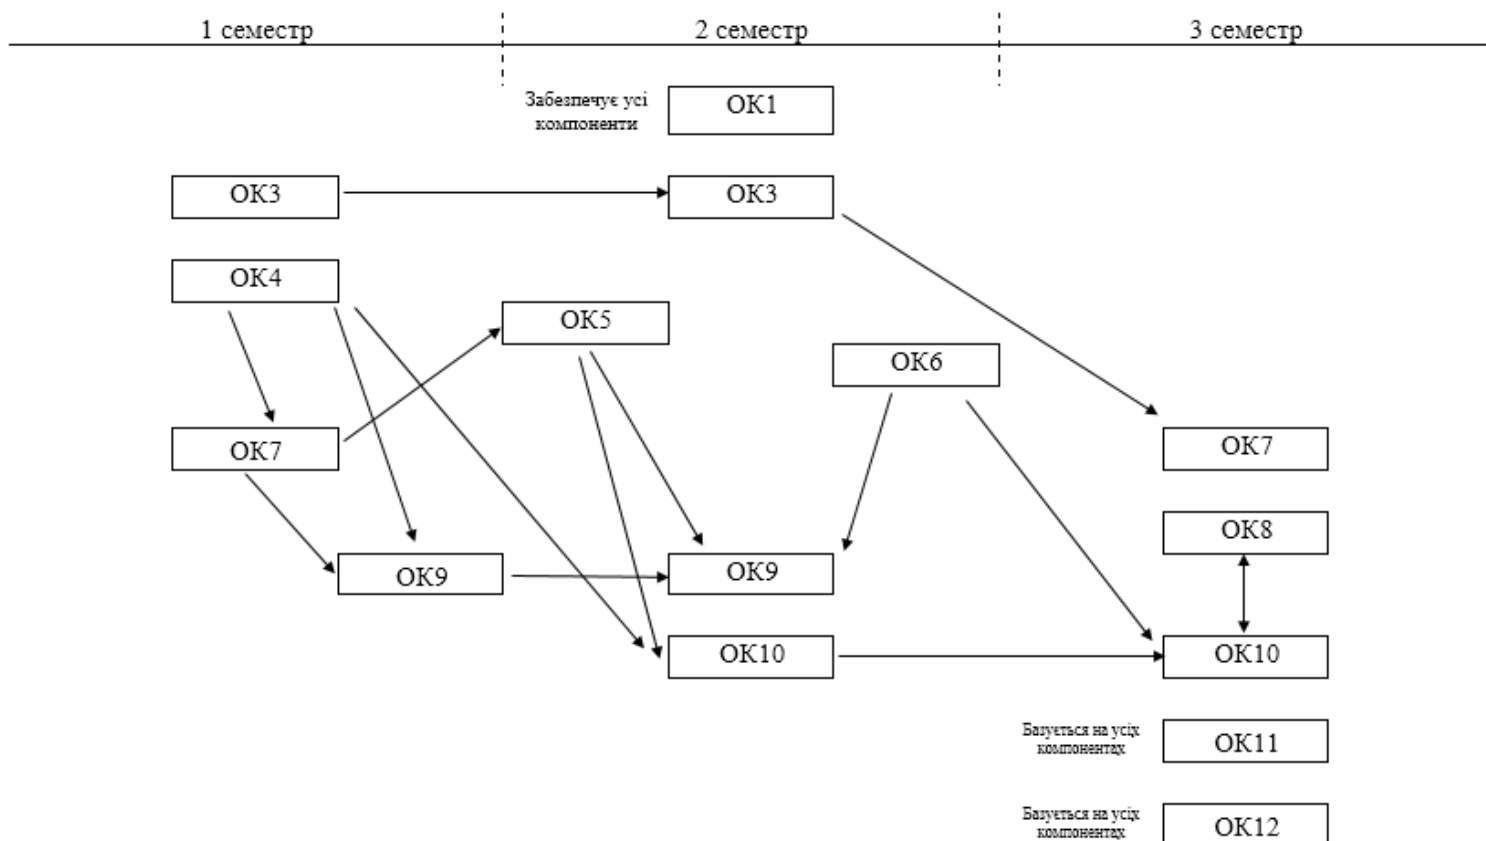 1 семестр
2 семестр
3 семестр
Забезпечує усі
компоненти
ОК1
ОК3
ОК3
ОК4
ОК5
ОК6
ОК7
ОК7
ОК8
ОК9
ОК9
ОК10
ОК10
Базується на усіх
компонентах
ОК11
Базується на усіх
компонентах
ОК12